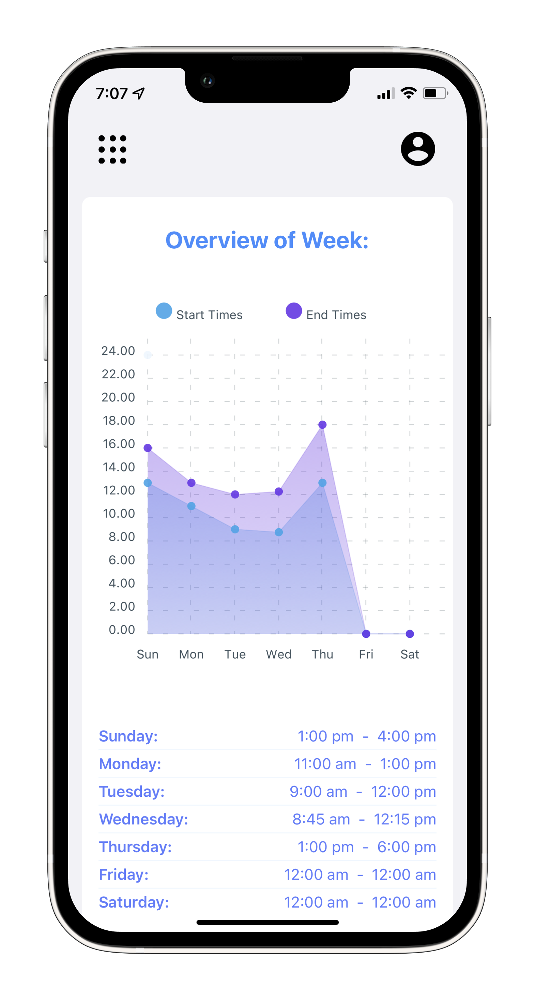 7:07
Overview of Week:
Start Times End Times
24.00
22.00
20.00
18.00
16.00
14.00
12.00
10.00
8.00
6.00
4.00
2.00
0.00
Sun Mon Tue Wed Thu Fri Sat
Sunday: 1:00 pm - 4:00 pm
Monday: 11:00 am - 1:00 pm
Tuesday: 9:00 am - 12:00 pm
Wednesday: 8:45 am - 12:15 pm
Thursday: 1:00 pm - 6:00 pm
Friday: 12:00 am - 12:00 am
Saturday: 12:00 am - 12:00 am